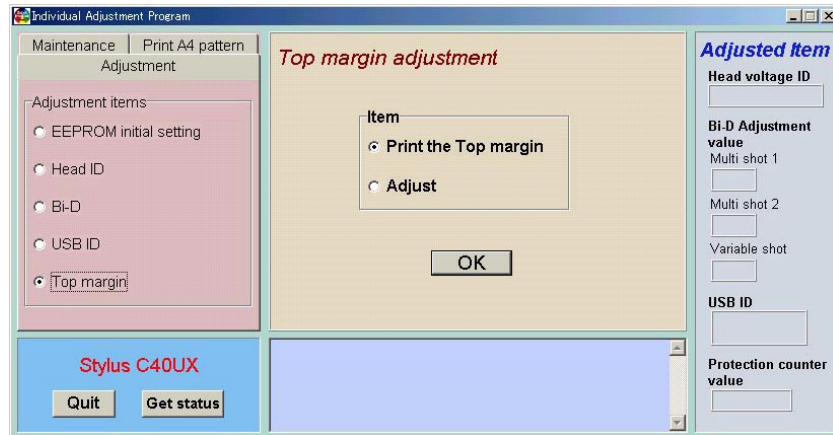 Individual Adjustment Program
Maintenance
Print A4 pattern
Adjustment
Adjustment items
EEPROM initial setting
Head ID
Bi-D
USB ID
Top margin
Stylus C40UX
Quit
Get status
Top margin adjustment
Item
Print the Top margin
Adjust
OK
Adjusted Item
Head voltage ID
Bi-D Adjustment
value
Multi shot 1
Multi shot 2
Variable shot
USB ID
Protection counter
value